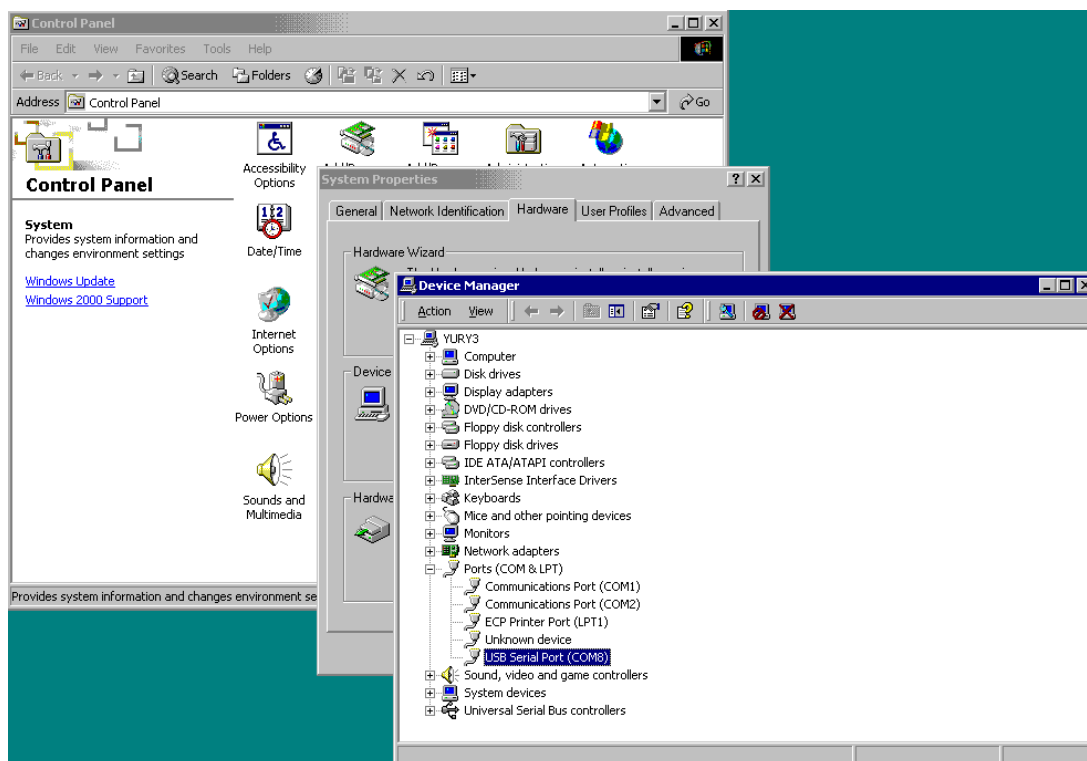 Control Panel
File Edit View Favorites Tools Help
Back Search Folders
Address Control Panel Go
Control Panel
System
Provides system information and
changes environment settings
Windows Update
Windows 2000 Support
Accessibility
Options
Date/Time
Internet
Options
Power Options
Sounds and
Multimedia
Provides system information and changes environment se
System Properties
General Network Identification Hardware User Profiles Advanced
Hardware Wizard
Device
Hardwa
Device Manager
Action View
YURY3
Computer
Disk drives
Display adapters
DVD/CD-ROM drives
Floppy disk controllers
Floppy disk drives
IDE ATA/ATAPI controllers
InterSense Interface Drivers
Keyboards
Mice and other pointing devices
Monitors
Network adapters
Ports (COM & LPT)
Communications Port (COM1)
Communications Port (COM2)
ECP Printer Port (LPT1)
Unknown device
USB Serial Port (COM8)
Sound, video and game controllers
System devices
Universal Serial Bus controllers